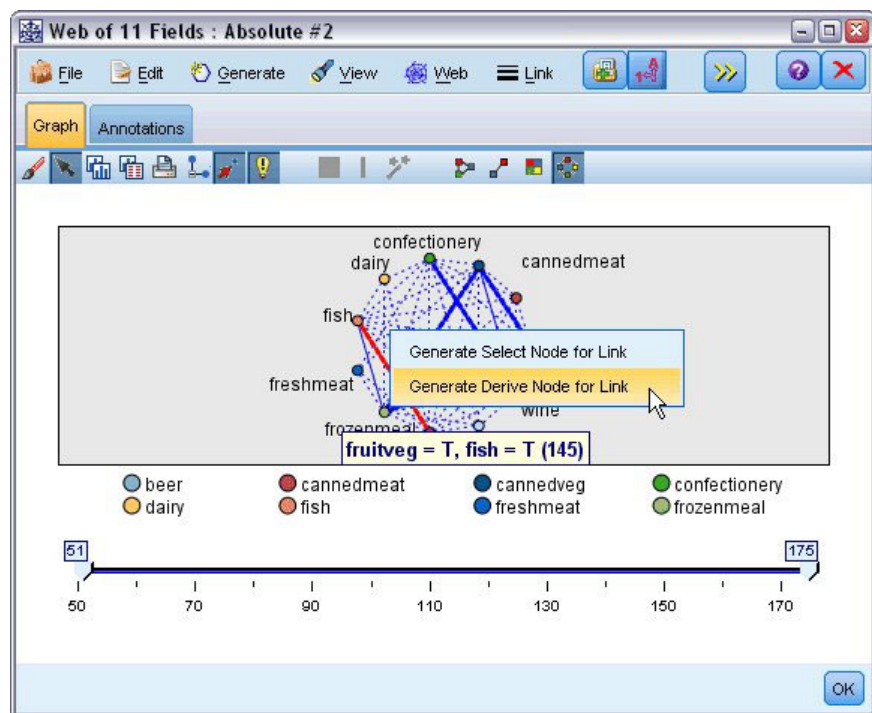 Web of 11 Fields : Absolute #2
File Edit Generate View Web Link
Graph Annotations
confectionery
dairy cannedmeat
fish
Generate Select Node for Link
freshmeat Generate Derive Node for Link
wine
frozenmeal
fruitveg = T, fish = T (145)
beer cannedmeat cannedveg confectionery
dairy fish freshmeat frozenmeal
51 175
50 70 90 110 130 150 170
OK